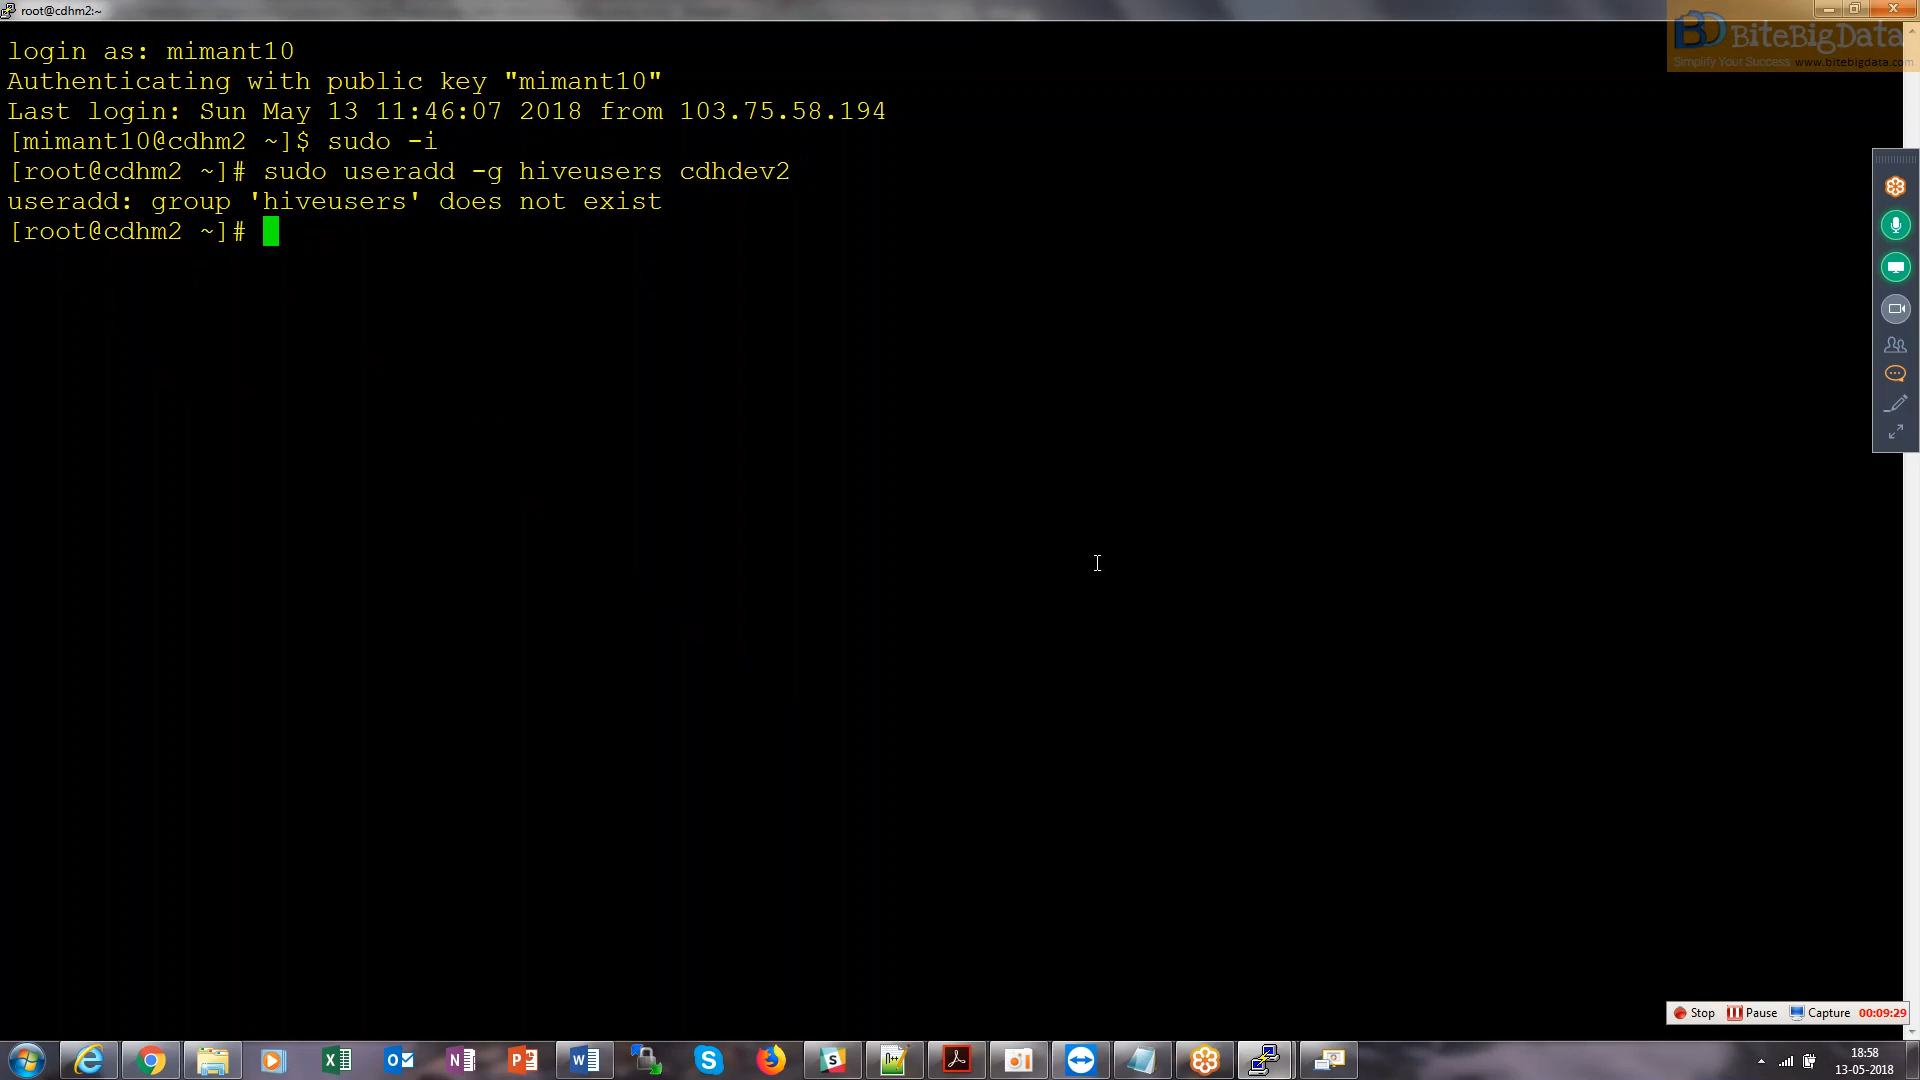 root@cdhm2:~
BD BiteBigData
Simplify Your Success www.bitebigdata.com
login as: mimant10
Authenticating with public key "mimant10"
Last login: Sun May 13 11:46:07 2018 from 103.75.58.194
[mimant10@cdhm2 ~]$ sudo -i
[root@cdhm2 ~]# sudo useradd -g hiveusers cdhdev2
useradd: group 'hiveusers' does not exist
[root@cdhm2 ~]#
Stop Pause Capture 00:09:29
18:58
13-05-2018